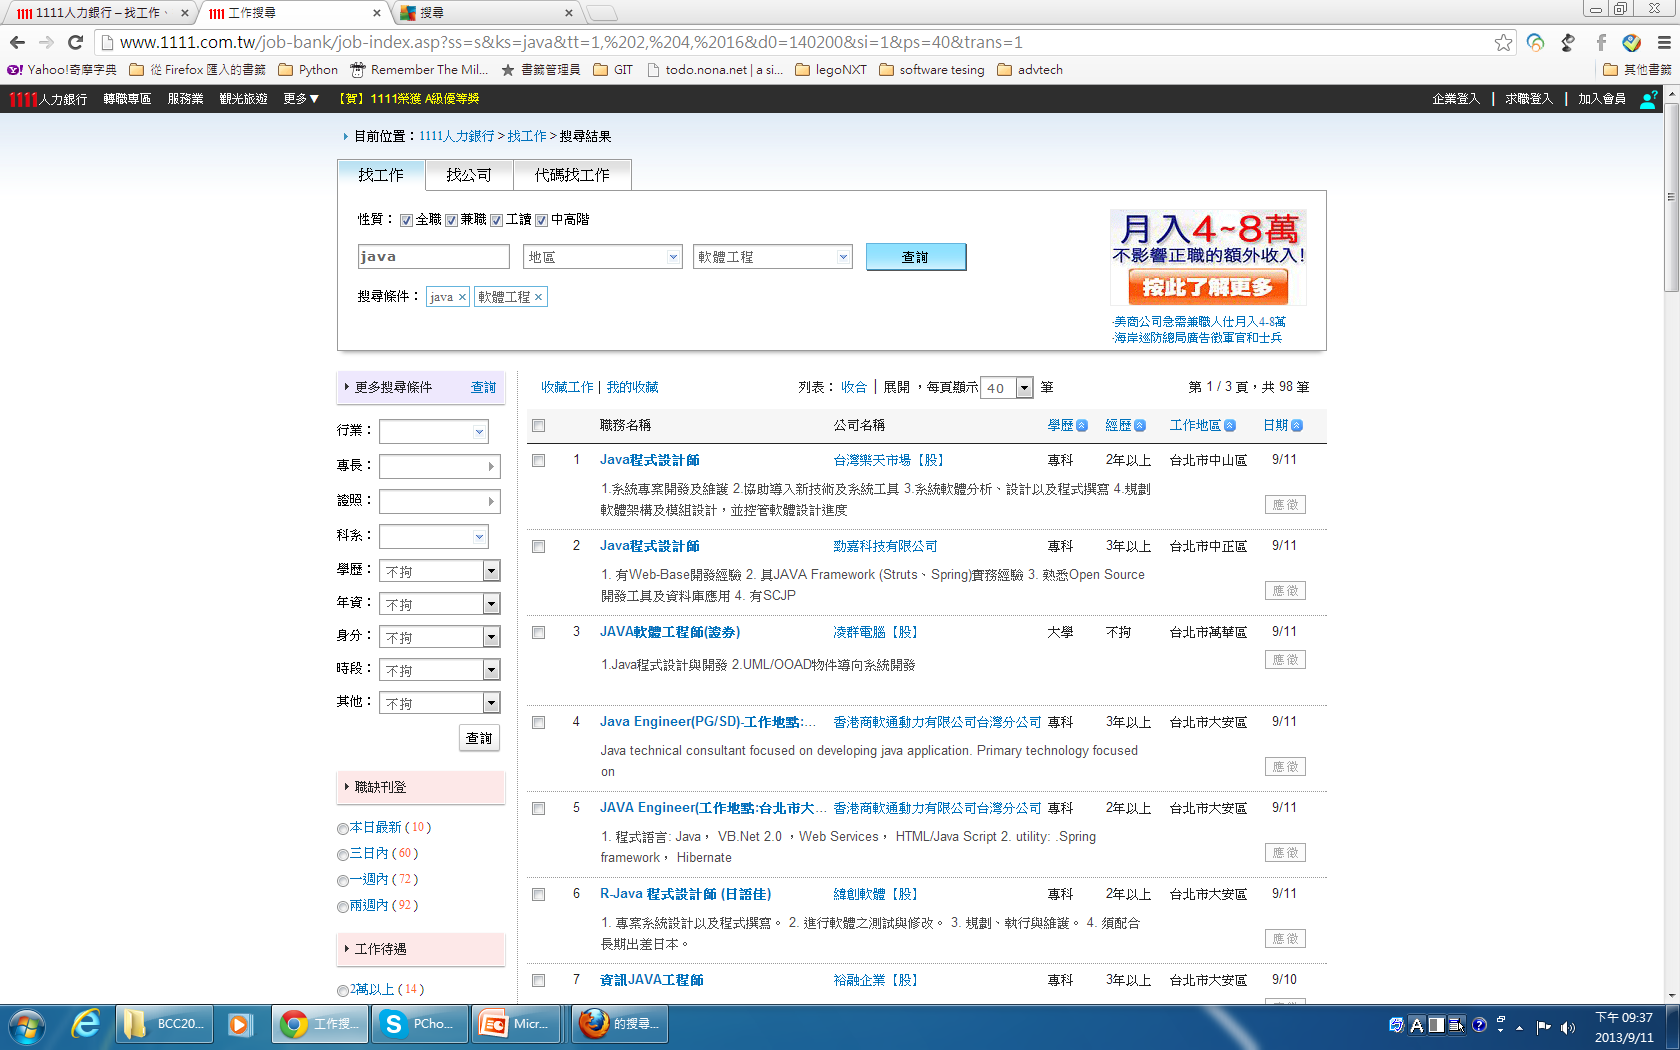 1111人力銀行 – 找工作、
工作搜尋
搜尋
www.1111.com.tw/job-bank/job-index.asp?ss=s&ks=java&tt=1,%202,%204,%2016&d0=140200&si=1&ps=40&trans=1
Yahoo!奇摩字典 從 Firefox 匯入的書籤 Python Remember The Mil... 書籤管理員 GIT todo.nona.net | a si... legoNXT software tesing advtech 其他書籤
1111人力銀行 轉職專區 服務業 觀光旅遊 更多▼ 【賀】1111榮獲 A級優等獎 企業登入 | 求職登入 | 加入會員
目前位置：1111人力銀行 > 找工作 > 搜尋結果
找工作 找公司 代碼找工作
性質： 全職 兼職 工讀 中高階
java 地區 軟體工程 查詢
搜尋條件： java × 軟體工程 ×
月入4~8萬
不影響正職的額外收入!
按此了解更多
‧美商公司急需兼職人仕月入4-8萬
‧海岸巡防總局廣告徵軍官和士兵
更多搜尋條件 查詢
行業：
專長：
證照：
科系：
學歷： 不拘
年資： 不拘
身分： 不拘
時段： 不拘
其他： 不拘
查詢
職缺刊登
本日最新 ( 10 )
三日內 ( 60 )
一週內 ( 72 )
兩週內 ( 92 )
工作待遇
2萬以上 ( 14 )
收藏工作 | 我的收藏 列表： 收合 | 展開 ，每頁顯示 40 筆 第 1 / 3 頁，共 98 筆
職務名稱 公司名稱 學歷 經歷 工作地區 日期
1 Java程式設計師 台灣樂天市場【股】 專科 2年以上 台北市中山區 9/11
1.系統專案開發及維護 2.協助導入新技術及系統工具 3.系統軟體分析、設計以及程式撰寫 4.規劃
軟體架構及模組設計，並控管軟體設計進度
應徵
2 Java程式設計師 勁嘉科技有限公司 專科 3年以上 台北市中正區 9/11
1. 有Web-Base開發經驗 2. 具JAVA Framework (Struts、Spring)實務經驗 3. 熟悉Open Source
開發工具及資料庫應用 4. 有SCJP
應徵
3 JAVA軟體工程師(證券) 凌群電腦【股】 大學 不拘 台北市萬華區 9/11
1.Java程式設計與開發 2.UML/OOAD物件導向系統開發
應徵
4 Java Engineer(PG/SD)-工作地點:... 香港商軟通動力有限公司台灣分公司 專科 3年以上 台北市大安區 9/11
Java technical consultant focused on developing java application. Primary technology focused
on
應徵
5 JAVA Engineer(工作地點:台北市大... 香港商軟通動力有限公司台灣分公司 專科 2年以上 台北市大安區 9/11
1. 程式語言: Java， VB.Net 2.0 ，Web Services， HTML/Java Script 2. utility: .Spring
framework， Hibernate
應徵
6 R-Java 程式設計師 (日語佳) 緯創軟體【股】 專科 2年以上 台北市大安區 9/11
1. 專案系統設計以及程式撰寫。 2. 進行軟體之測試與修改。 3. 規劃、執行與維護。 4. 須配合
長期出差日本。
應徵
7 資訊JAVA工程師 裕融企業【股】 專科 3年以上 台北市大安區 9/10
BCC20... 工作搜... PCho... Micr... 的搜尋...
下午 09:37
2013/9/11